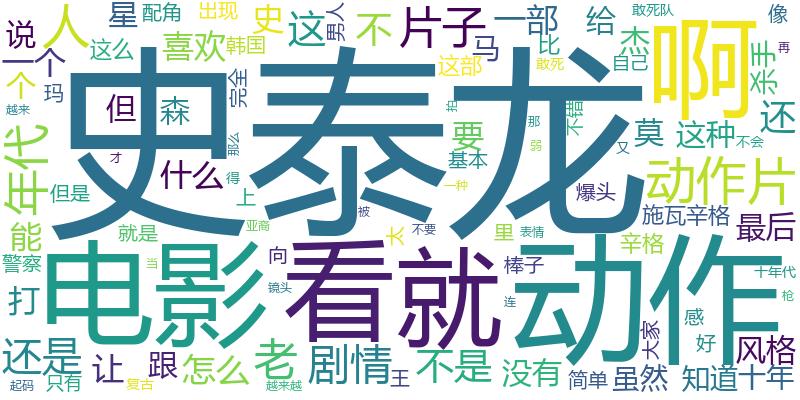 说
人
星
配角
出现
史
这
男人
不
片子
一部
给
敢死队
像
一个
这么
喜欢
韩国
马
这部
比
敢死
杰
自己
再
啊
杀手
个
玛
完全
史泰龙
越来
但
森
那么
才
什么
得
上
要
基本
一种
那
弱
不错
又
莫
这种
不会
还
年代
动作片
爆头
但是
能
就是
亚裔
被
太
不要
里
表情
施瓦辛格
辛格
最后
警察
当
电影
向
看就
棒子
动作
十年代
打
镜头
连
枪
感
好
大家
风格
还是
起码
只有
让
复古
跟
怎么
老
越来越
剧情
王
不是
没有
简单
虽然
知道
十年